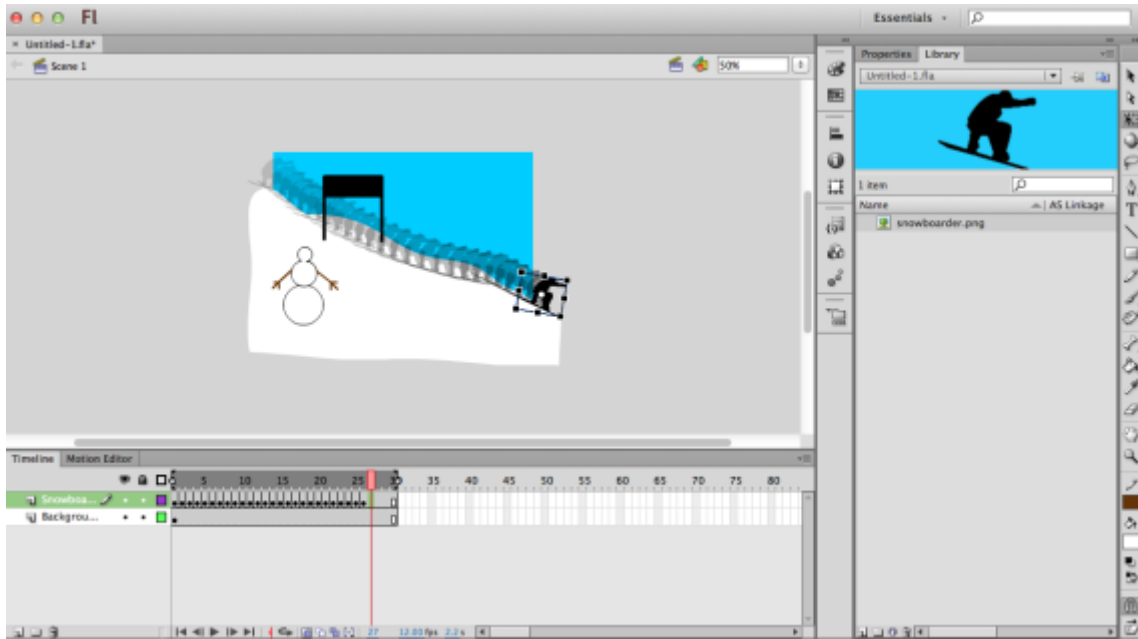 Fl
Essentials
Untitled-1.fla*
Scene 1
50%
Properties Library
Untitled-1.fla
1 item
Name AS Linkage
snowboarder.png
Timeline Motion Editor
5 10 15 20 25 30 35 40 45 50 55 60 65 70 75 80
Snowboa...
Backgrou...
27 12.00 fps 2.2 s